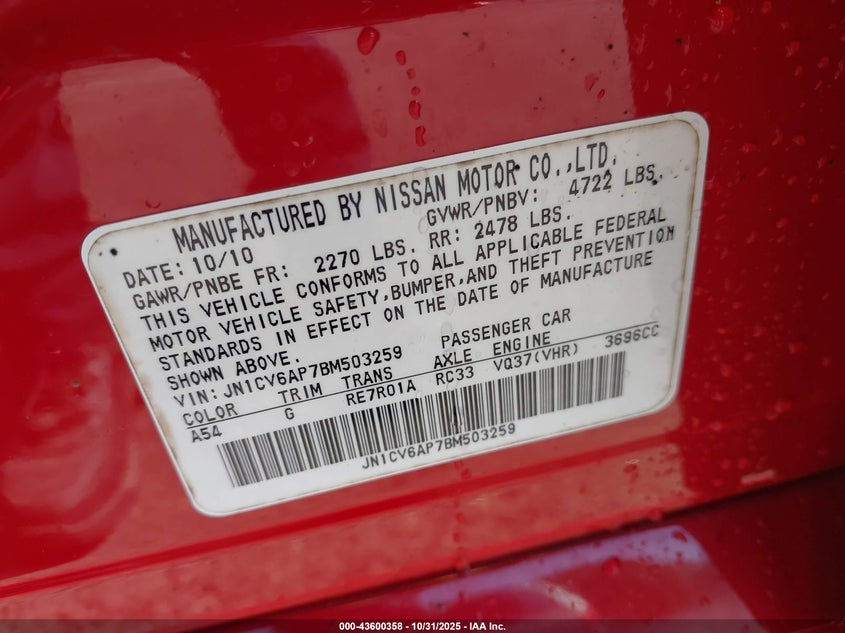 MANUFACTURED BY NISSAN MOTOR CO.,LTD.
DATE: 10/10 GVWR/PNBV: 4722 LBS.
GAWR/PNBE FR: 2270 LBS. RR: 2478 LBS.
THIS VEHICLE CONFORMS TO ALL APPLICABLE FEDERAL
MOTOR VEHICLE SAFETY,BUMPER,AND THEFT PREVENTION
STANDARDS IN EFFECT ON THE DATE OF MANUFACTURE
SHOWN ABOVE.
VIN: JN1CV6AP7BM503259 PASSENGER CAR
COLOR TRIM TRANS AXLE ENGINE
A54 G RE7R01A RC33 VQ37(VHR) 3696CC
JN1CV6AP7BM503259
000-43600358 - 10/31/2025 - IAA Inc.